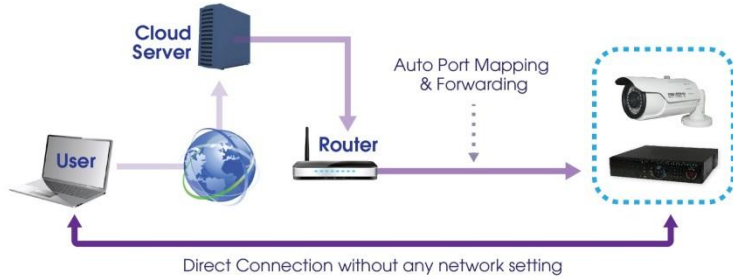 Cloud
Server
Auto Port Mapping
& Forwarding
User
Router
Direct Connection without any network setting